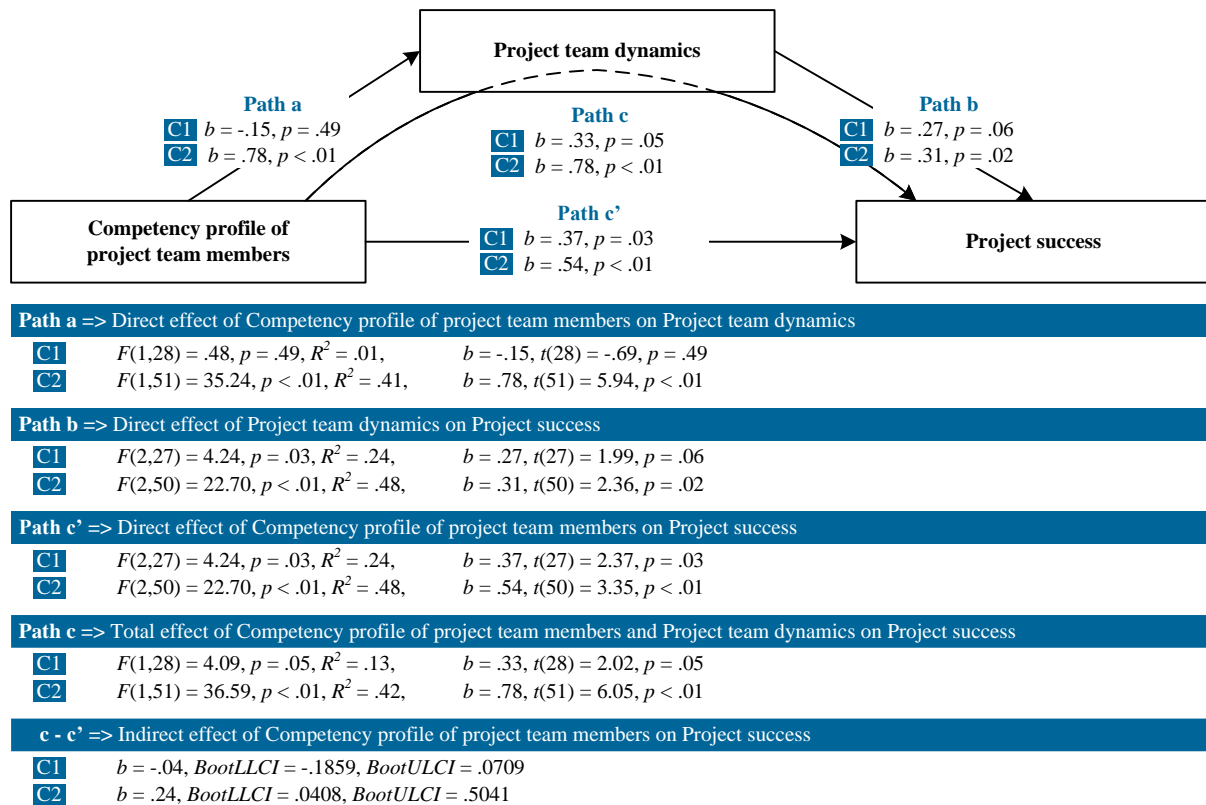 Project team dynamics
Path a
C1 b = -.15, p = .49
C2 b = .78, p < .01
Path c
C1 b = .33, p = .05
C2 b = .78, p < .01
Path b
C1 b = .27, p = .06
C2 b = .31, p = .02
Competency profile of
project team members
Path c’
C1 b = .37, p = .03
C2 b = .54, p < .01
Project success
Path a => Direct effect of Competency profile of project team members on Project team dynamics
C1 F(1,28) = .48, p = .49, R² = .01, b = -.15, t(28) = -.69, p = .49
C2 F(1,51) = 35.24, p < .01, R² = .41, b = .78, t(51) = 5.94, p < .01
Path b => Direct effect of Project team dynamics on Project success
C1 F(2,27) = 4.24, p = .03, R² = .24, b = .27, t(27) = 1.99, p = .06
C2 F(2,50) = 22.70, p < .01, R² = .48, b = .31, t(50) = 2.36, p = .02
Path c’ => Direct effect of Competency profile of project team members on Project success
C1 F(2,27) = 4.24, p = .03, R² = .24, b = .37, t(27) = 2.37, p = .03
C2 F(2,50) = 22.70, p < .01, R² = .48, b = .54, t(50) = 3.35, p < .01
Path c => Total effect of Competency profile of project team members and Project team dynamics on Project success
C1 F(1,28) = 4.09, p = .05, R² = .13, b = .33, t(28) = 2.02, p = .05
C2 F(1,51) = 36.59, p < .01, R² = .42, b = .78, t(51) = 6.05, p < .01
c - c’ => Indirect effect of Competency profile of project team members on Project success
C1 b = -.04, BootLLCI = -.1859, BootULCI = .0709
C2 b = .24, BootLLCI = .0408, BootULCI = .5041